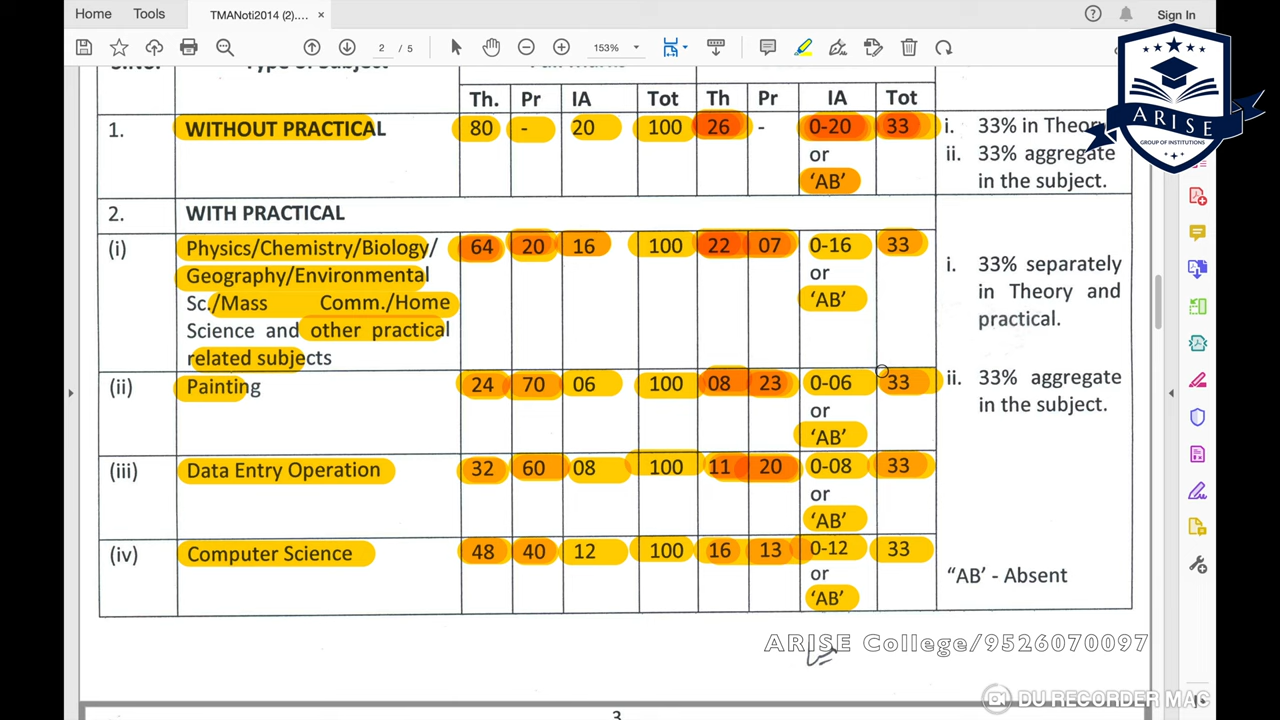 Home Tools TMANoti2014 (2).... × Sign In
2 / 5 153%
Th. Pr IA Tot Th Pr IA Tot
1. WITHOUT PRACTICAL 80 - 20 100 26 - 0-20 33 i. 33% in Theory
or ii. 33% aggregate
'AB' in the subject.
2. WITH PRACTICAL
(i) Physics/Chemistry/Biology/ 64 20 16 100 22 07 0-16 33
Geography/Environmental or i. 33% separately
Sc./Mass Comm./Home 'AB' in Theory and
Science and other practical practical.
related subjects
(ii) Painting 24 70 06 100 08 23 0-06 33 ii. 33% aggregate
or in the subject.
'AB'
(iii) Data Entry Operation 32 60 08 100 11 20 0-08 33
or
'AB'
(iv) Computer Science 48 40 12 100 16 13 0-12 33
or "AB' - Absent
'AB'
ARISE College/9526070097
DU RECORDER MAC
3
ARISE
GROUP OF INSTITUTIONS